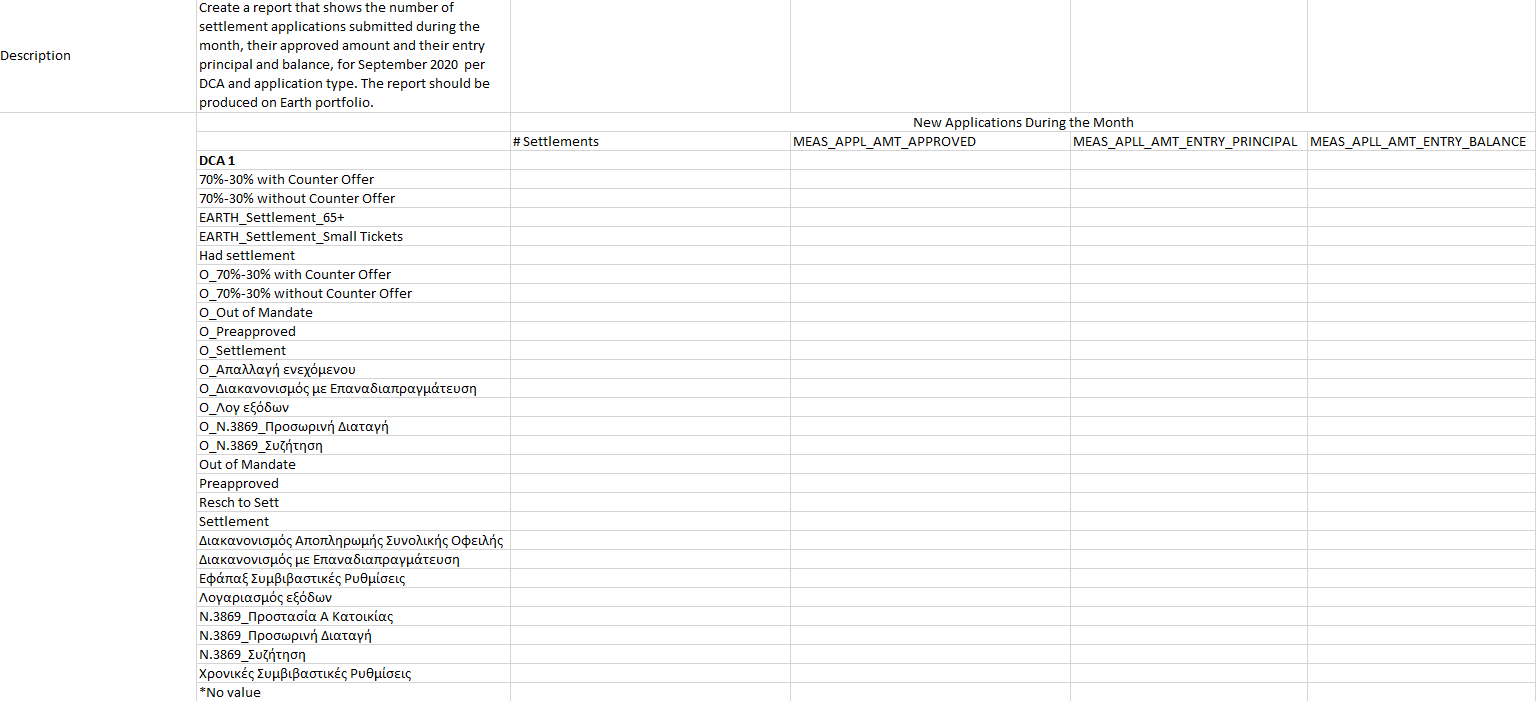 Create a report that shows the number of
settlement applications submitted during the
month, their approved amount and their entry
Description
principal and balance, for September 2020 per
DCA and application type. The report should be
produced on Earth portfolio.
New Applications During the Month
# Settlements MEAS_APPL_AMT_APPROVED MEAS_APLL_AMT_ENTRY_PRINCIPAL MEAS_APLL_AMT_ENTRY_BALANCE
DCA 1
70%-30% with Counter Offer
70%-30% without Counter Offer
EARTH_Settlement_65+
EARTH_Settlement_Small Tickets
Had settlement
O_70%-30% with Counter Offer
O_70%-30% without Counter Offer
O_Out of Mandate
O_Preapproved
O_Settlement
O_Απαλλαγή ενεχόμενου
O_Διακανονισμός με Επαναδιαπραγμάτευση
O_Λογ εξόδων
O_Ν.3869_Προσωρινή Διαταγή
O_Ν.3869_Συζήτηση
Out of Mandate
Preapproved
Resch to Sett
Settlement
Διακανονισμός Αποπληρωμής Συνολικής Οφειλής
Διακανονισμός με Επαναδιαπραγμάτευση
Εφάπαξ Συμβιβαστικές Ρυθμίσεις
Λογαριασμός εξόδων
Ν.3869_Προστασία Α Κατοικίας
Ν.3869_Προσωρινή Διαταγή
Ν.3869_Συζήτηση
Χρονικές Συμβιβαστικές Ρυθμίσεις
*No value